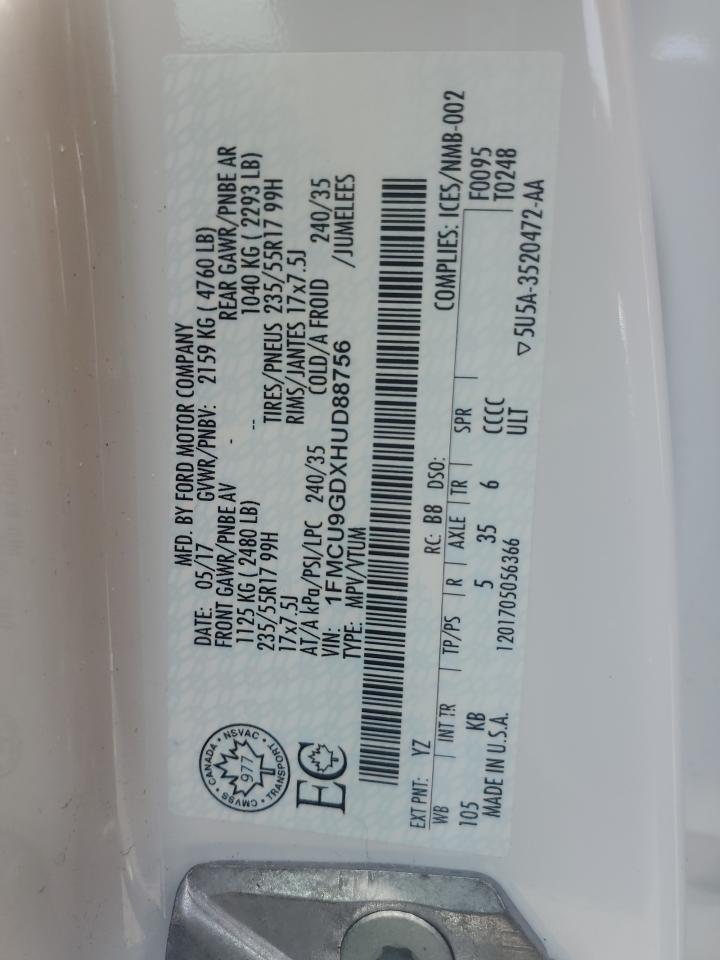 MFD. BY FORD MOTOR COMPANY
DATE: 05/17 GVWR/PNBV: 2159 KG ( 4760 LB)
FRONT GAWR/PNBE AV REAR GAWR/PNBE AR
1125 KG ( 2480 LB) 1040 KG ( 2293 LB)
235/55R17 99H -- TIRES/PNEUS 235/55R17 99H
17x7.5J RIMS/JANTES 17x7.5J
AT/A kPa/PSI/LPC 240/35 COLD/A FROID 240/35
VIN: 1FMCU9GDXHUD88756 /JUMELEES
TYPE: MPV/VTUM
CANADA • NSVAC • TRANSPORT • CMVSS •
977
EC
EXT PNT: YZ RC: B8 DSO: COMPLIES: ICES/NMB-002
WB INT TR TP/PS R AXLE TR SPR F0095
105 KB 5 35 6 CCCC T0248
MADE IN U.S.A. ULT
1201705056366 ▽5U5A-3520472-AA